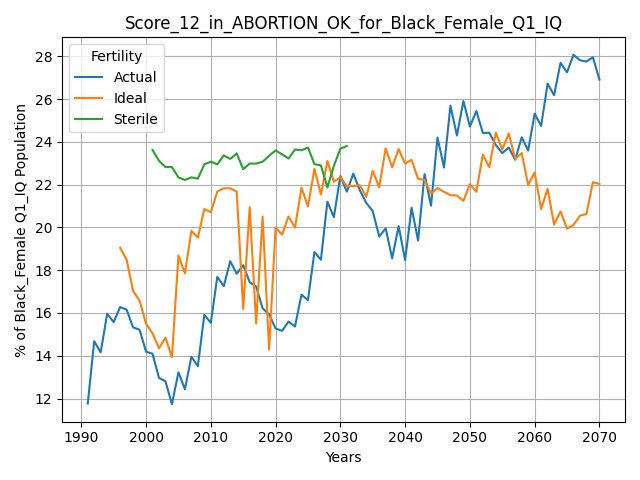 Score_12_in_ABORTION_OK_for_Black_Female_Q1_IQ
Fertility
Actual
Ideal
Sterile
% of Black_Female Q1_IQ Population
28
26
24
22
20
18
16
14
12
1990
2000
2010
2020
2030
2040
2050
2060
2070
Years